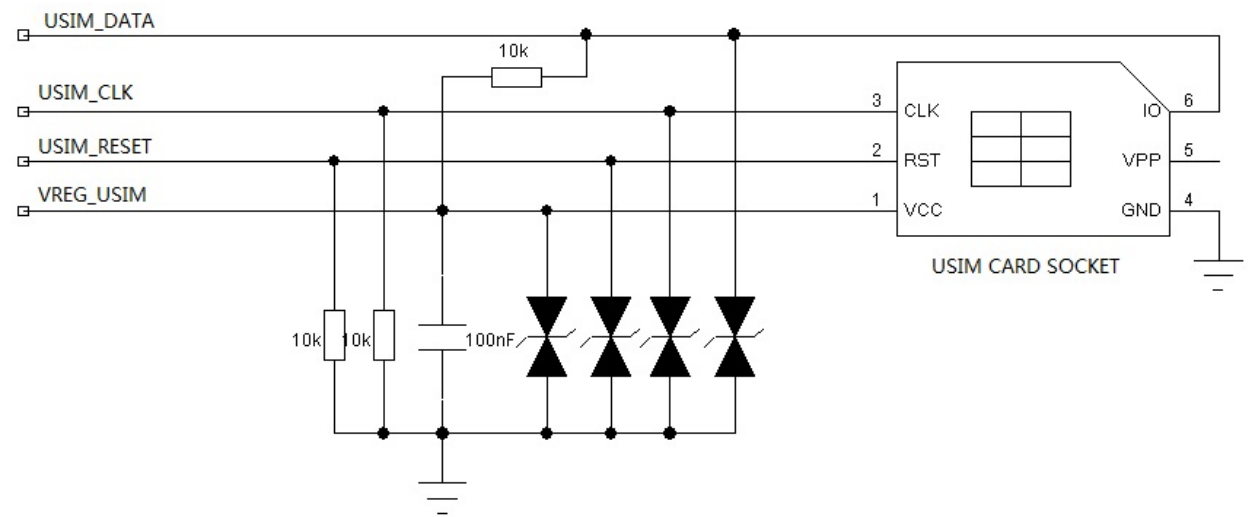 USIM_DATA
10k
USIM_CLK
3 CLK IO 6
USIM_RESET
2 RST VPP 5
VREG_USIM
1 VCC GND 4
USIM CARD SOCKET
10k 10k 100nF